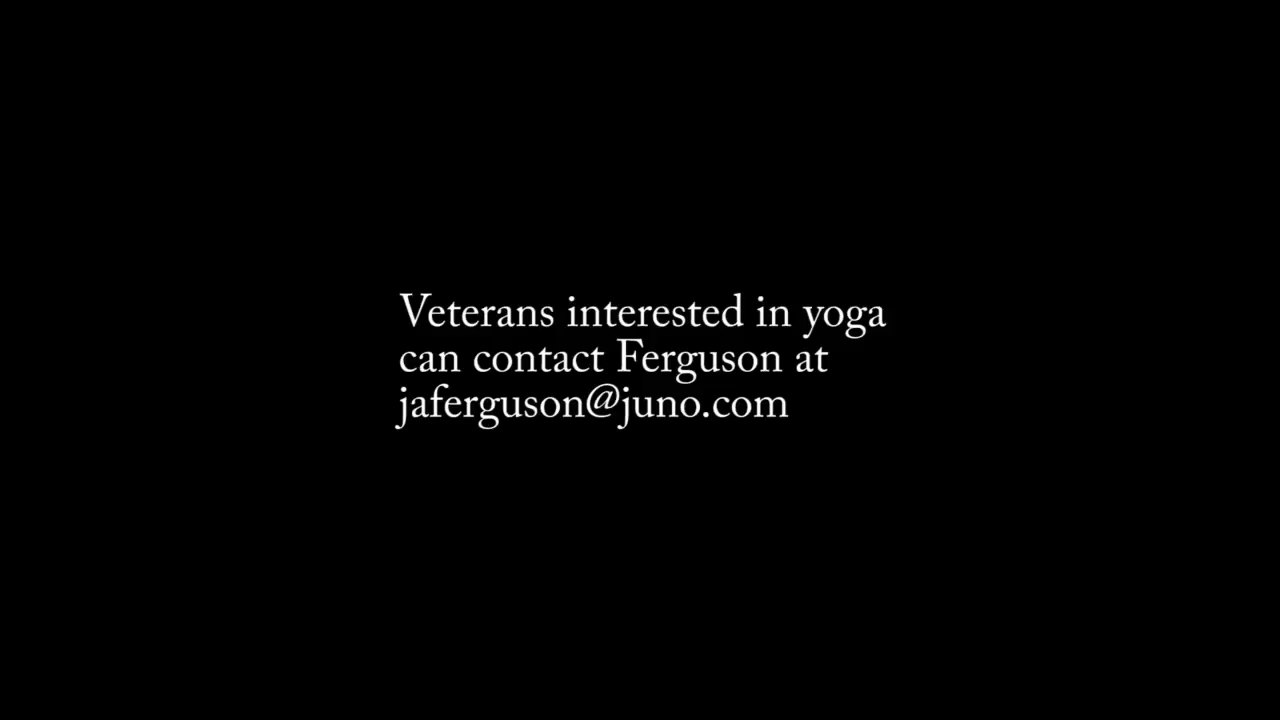 Veterans interested in yoga
can contact Ferguson at
jaferguson@juno.com